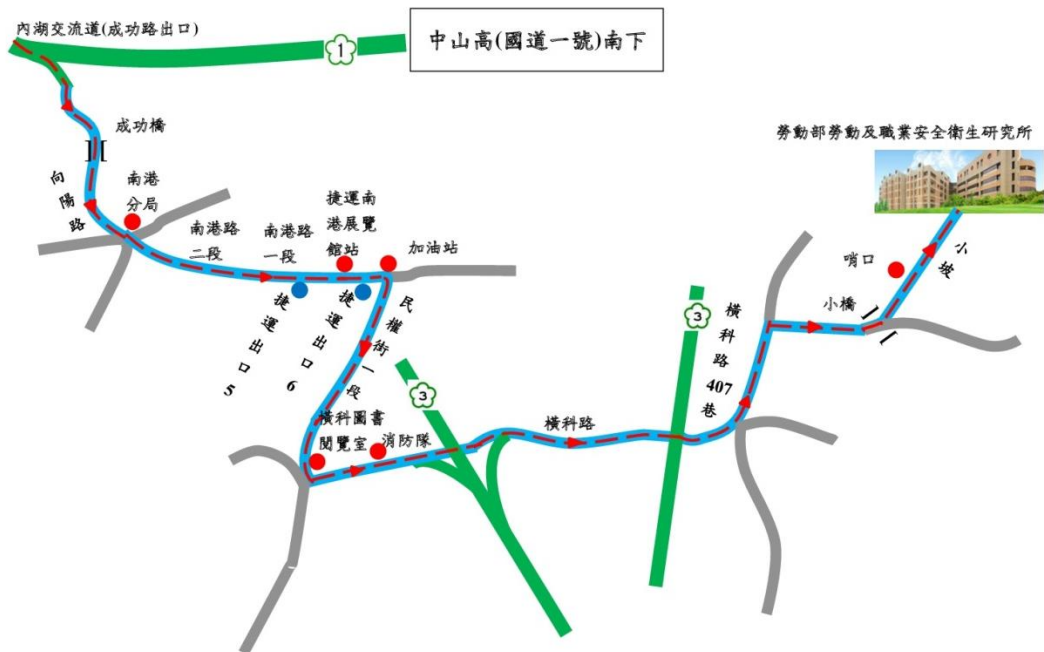 內湖交流道(成功路出口)
1
中山高(國道一號)南下
成功橋
勞動部勞動及職業安全衛生研究所
向陽路
南港
分局
南港路
二段
南港路
一段
捷運南
港展覽
館站
加油站
捷運出口5
捷運出口6
民權街一段
哨口
小坡
小橋
3
橫科路407巷
3
橫科圖書
閱覽室
消防隊
橫科路